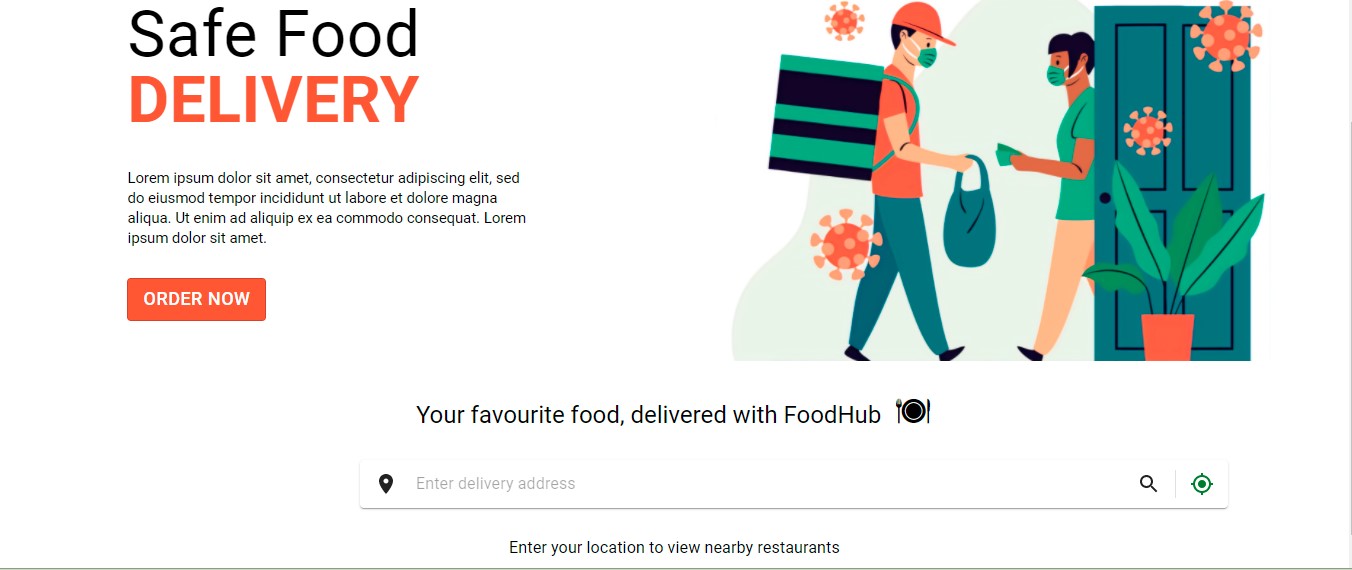 Safe Food
DELIVERY
Lorem ipsum dolor sit amet, consectetur adipiscing elit, sed
do eiusmod tempor incididunt ut labore et dolore magna
aliqua. Ut enim ad aliquip ex ea commodo consequat. Lorem
ipsum dolor sit amet.
ORDER NOW
Your favourite food, delivered with FoodHub
Enter delivery address
Enter your location to view nearby restaurants